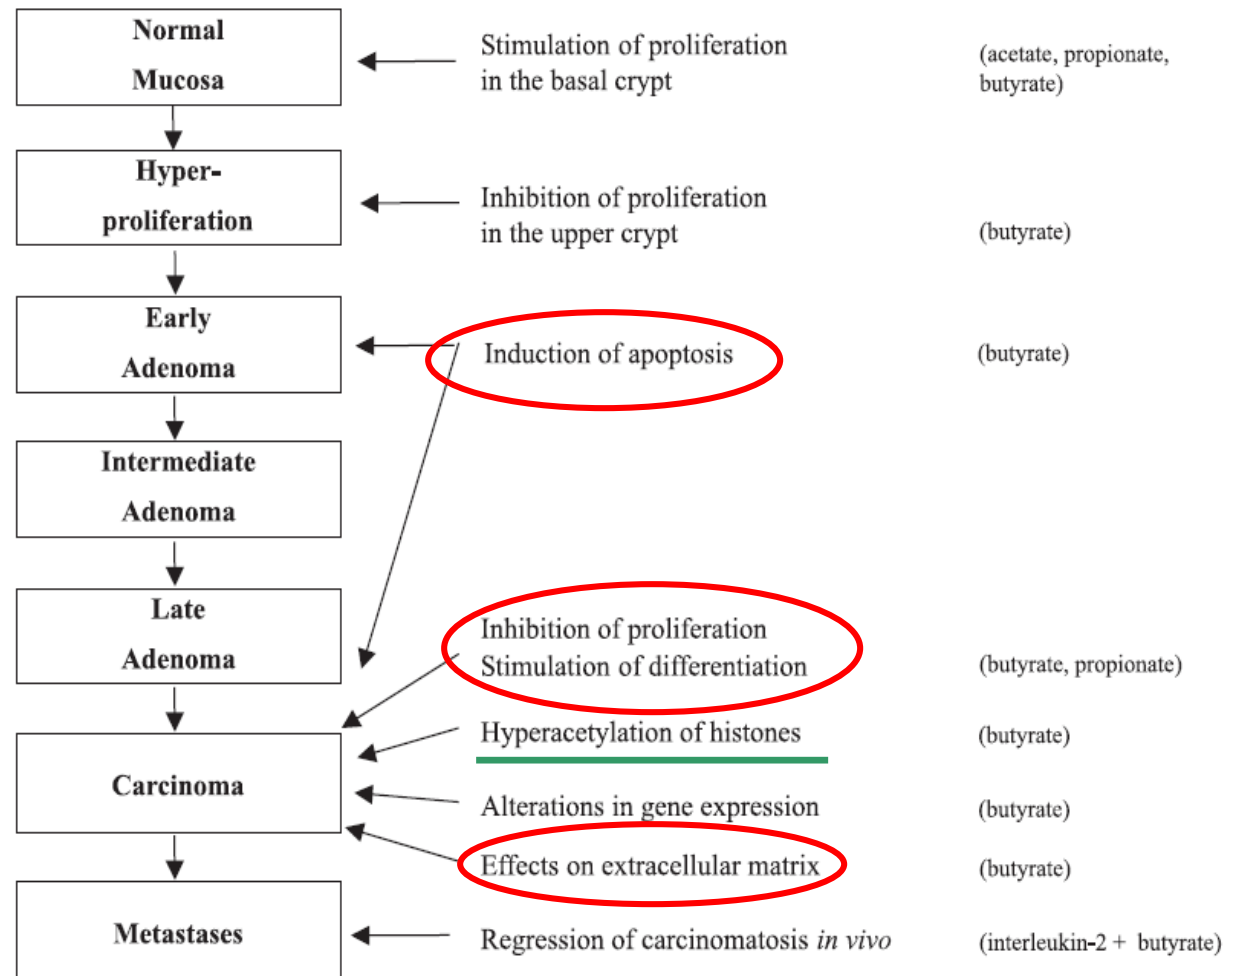 Normal
Mucosa
Stimulation of proliferation
in the basal crypt
(acetate, propionate,
butyrate)
Hyper-
proliferation
Inhibition of proliferation
in the upper crypt
(butyrate)
Early
Adenoma
Induction of apoptosis
(butyrate)
Intermediate
Adenoma
Late
Adenoma
Inhibition of proliferation
Stimulation of differentiation
(butyrate, propionate)
Carcinoma
Hyperacetylation of histones
(butyrate)
Alterations in gene expression
(butyrate)
Effects on extracellular matrix
(butyrate)
Metastases
Regression of carcinomatosis in vivo
(interleukin-2 + butyrate)